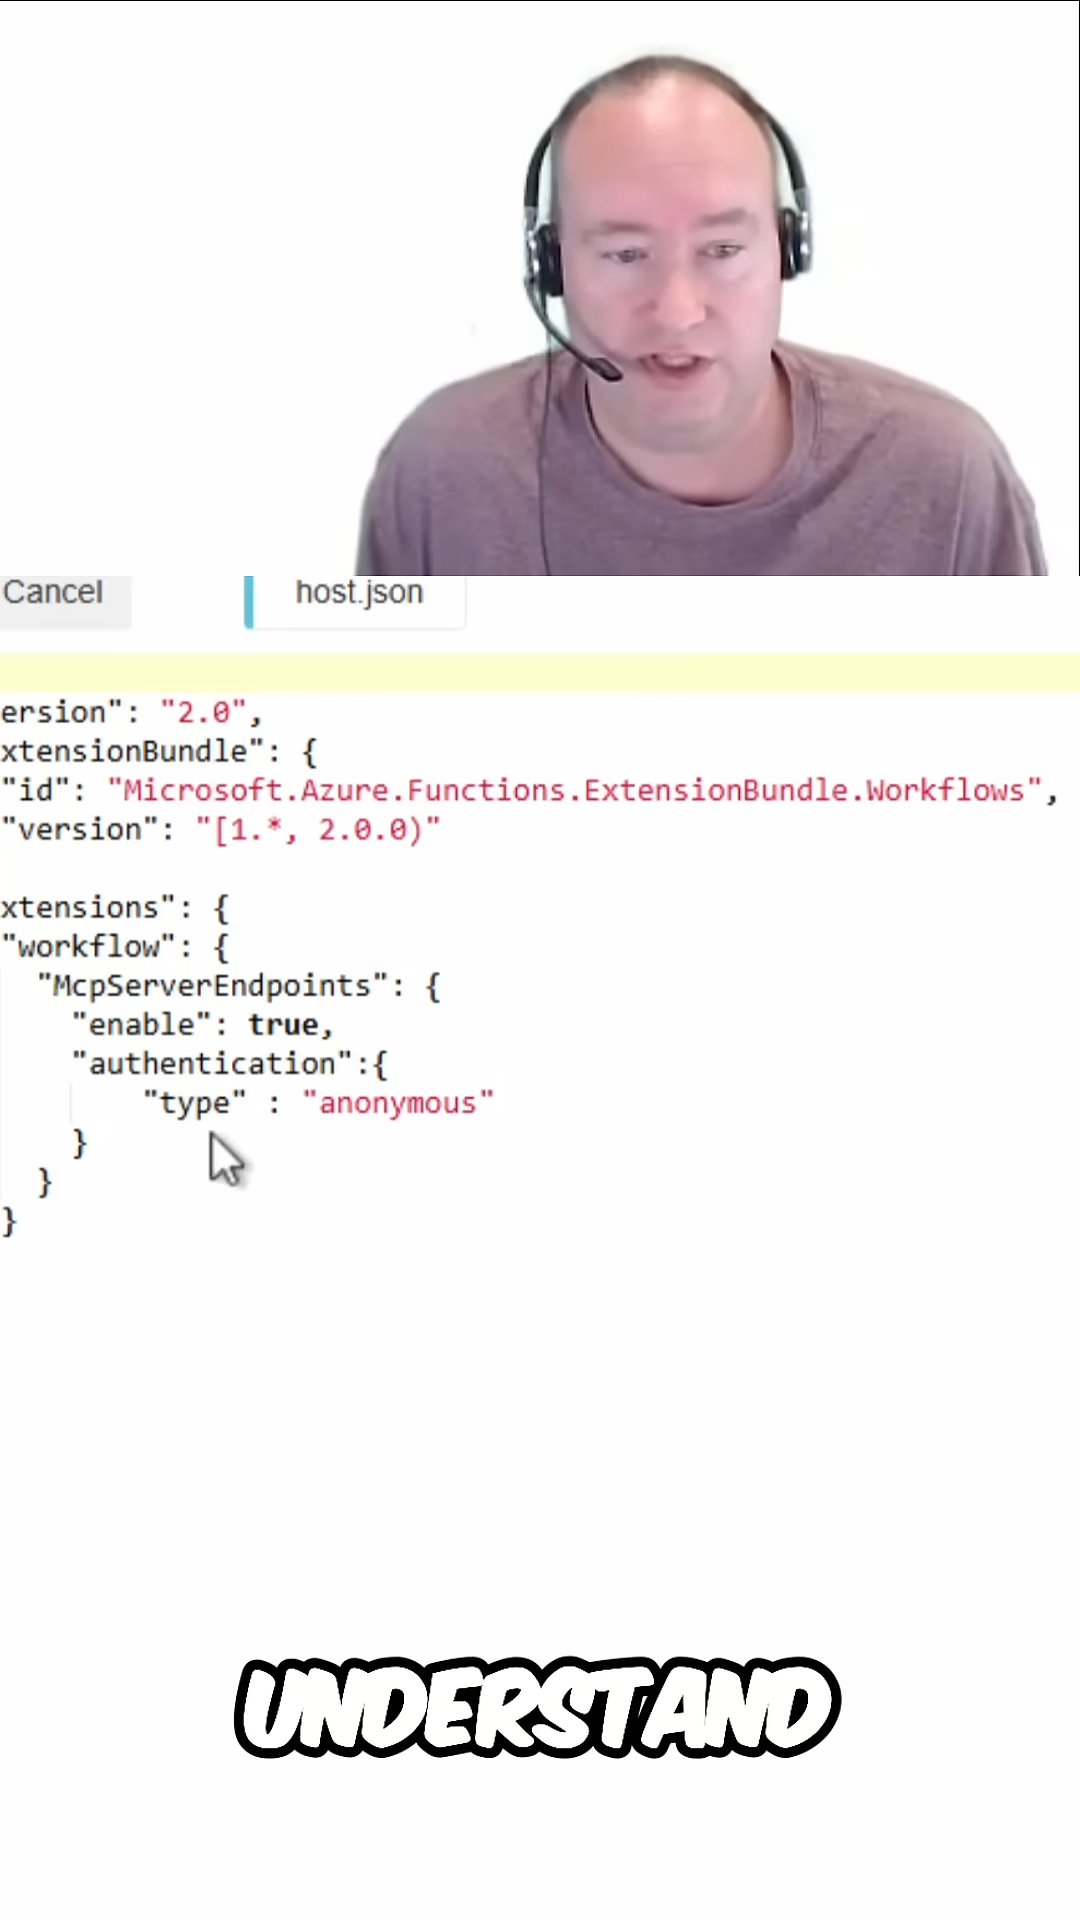 Cancel
host.json
ersion": "2.0",
xtensionBundle": {
"id": "Microsoft.Azure.Functions.ExtensionBundle.Workflows",
"version": "[1.*, 2.0.0)"
xtensions": {
"workflow": {
"McpServerEndpoints": {
"enable": true,
"authentication":{
"type" : "anonymous"
}
}
}
UNDERSTAND